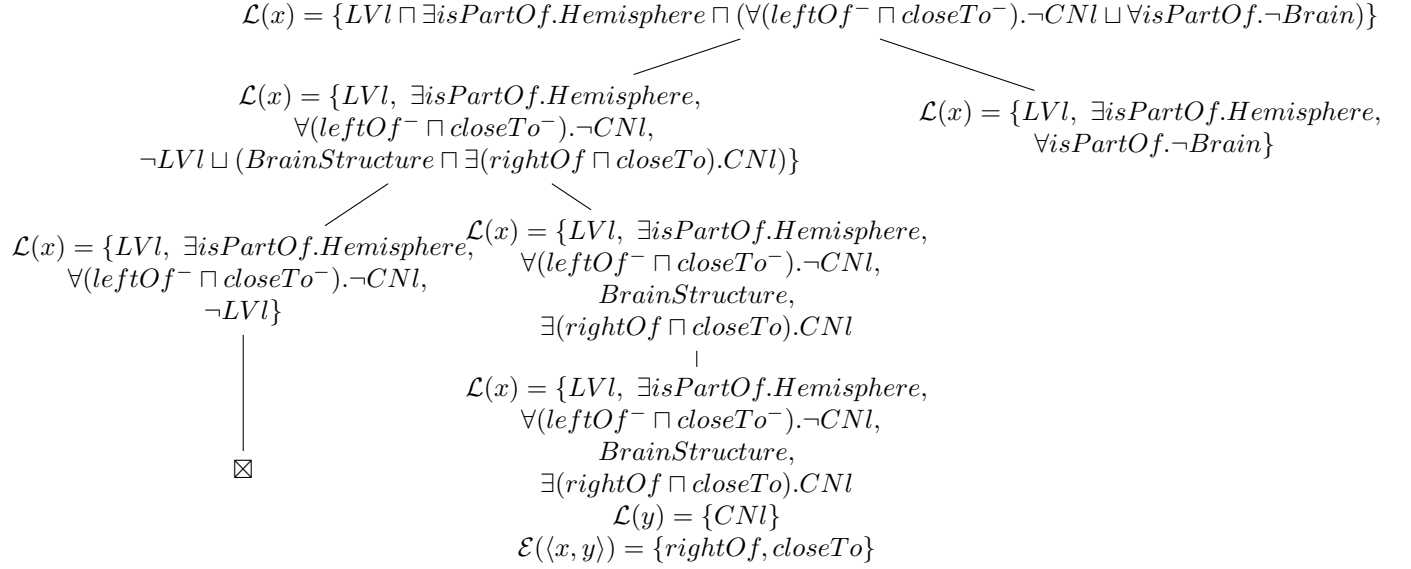 ℒ(x) = {LVl ⊓ ∃isPartOf.Hemisphere ⊓ (∀(leftOf⁻ ⊓ closeTo⁻).¬CNl ⊔ ∀isPartOf.¬Brain)}
ℒ(x) = {LVl, ∃isPartOf.Hemisphere,
∀(leftOf⁻ ⊓ closeTo⁻).¬CNl,
¬LVl ⊔ (BrainStructure ⊓ ∃(rightOf ⊓ closeTo).CNl)}
ℒ(x) = {LVl, ∃isPartOf.Hemisphere,
∀isPartOf.¬Brain}
ℒ(x) = {LVl, ∃isPartOf.Hemisphere,
∀(leftOf⁻ ⊓ closeTo⁻).¬CNl,
¬LVl}
⊠
ℒ(x) = {LVl, ∃isPartOf.Hemisphere,
∀(leftOf⁻ ⊓ closeTo⁻).¬CNl,
BrainStructure,
∃(rightOf ⊓ closeTo).CNl
ℒ(x) = {LVl, ∃isPartOf.Hemisphere,
∀(leftOf⁻ ⊓ closeTo⁻).¬CNl,
BrainStructure,
∃(rightOf ⊓ closeTo).CNl
ℒ(y) = {CNl}
ℰ(⟨x, y⟩) = {rightOf, closeTo}